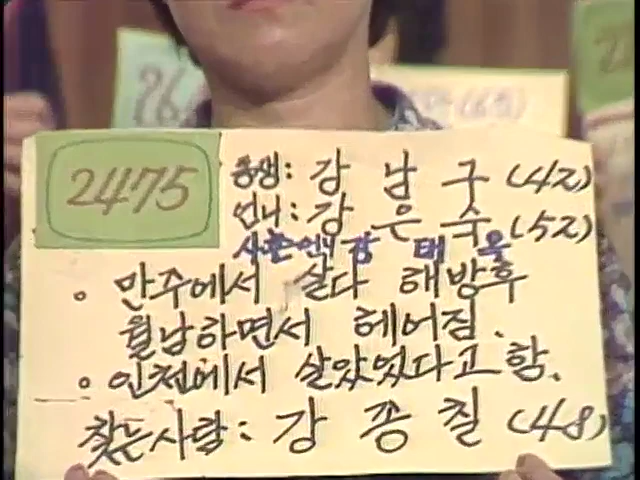 2475
동생: 강 남 구 (42)
언니: 강 은 숙 (52)
사촌언니 강 태 옥
。만주에서 살다 해방후
월남하면서 헤어짐.
。인천에서 살았었다고 함.
찾는사람: 강 종 칠 (48)